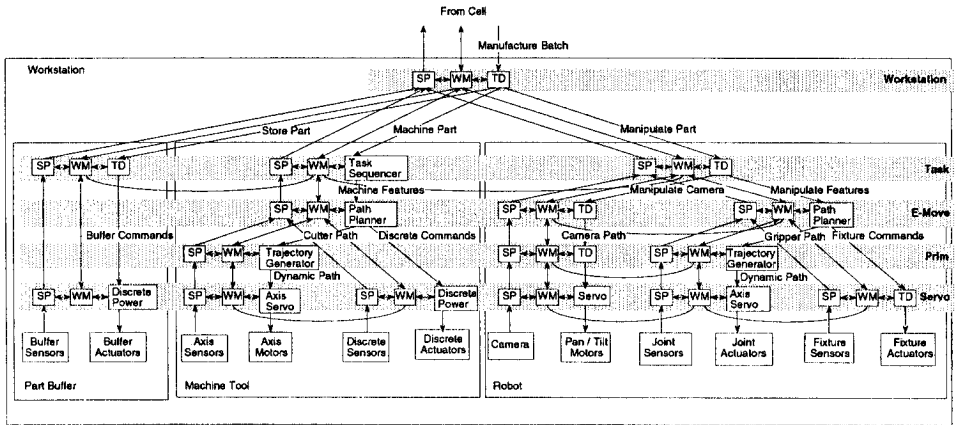 From Cell
Manufacture Batch
Workstation
SP WM TD Workstation
Store Part Machine Part Manipulate Part
SP WM TD SP WM Task Sequencer SP WM TD Task
Machine Features Manipulate Camera Manipulate Features
SP WM Path Planner SP WM TD SP WM Path Planner E-Move
Buffer Commands Cutter Path Discrete Commands Camera Path Gripper Path Fixture Commands
SP WM Trajectory Generator SP WM TD SP WM Trajectory Generator Prim
Dynamic Path Dynamic Path
SP WM Discrete Power SP WM Axis Servo SP WM Discrete Power SP WM Servo SP WM Axis Servo SP WM TD Servo
Buffer Sensors Buffer Actuators Axis Sensors Axis Motors Discrete Sensors Discrete Actuators Camera Pan / Tilt Motors Joint Sensors Joint Actuators Fixture Sensors Fixture Actuators
Part Buffer Machine Tool Robot